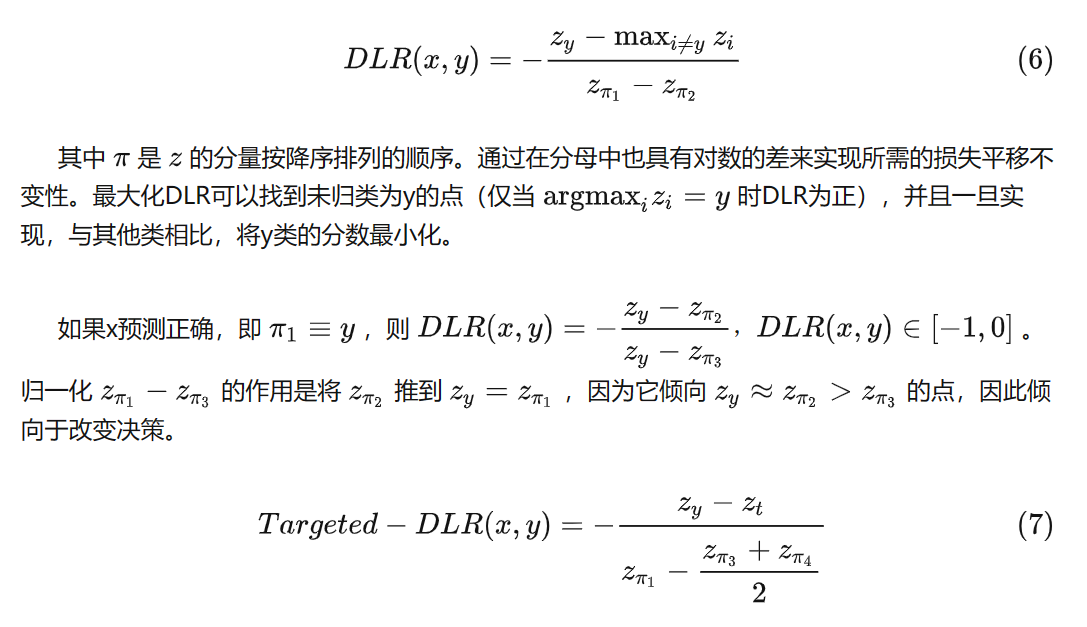 $DLR(x, y) = -\frac{z_y - \max_{i \neq y} z_i}{z_{\pi_1} - z_{\pi_2}}$ (6)
其中 $\pi$ 是 $z$ 的分量按降序排列的顺序。通过在分母中也具有对数的差来实现所需的损失平移不
变性。最大化DLR可以找到未归类为y的点（仅当 $\operatorname{argmax}_i z_i = y$ 时DLR为正），并且一旦实
现，与其他类相比，将y类的分数最小化。
如果x预测正确，即 $\pi_1 \equiv y$ ，则 $DLR(x, y) = -\frac{z_y - z_{\pi_2}}{z_y - z_{\pi_3}}$，$DLR(x, y) \in [-1, 0]$ 。
归一化 $z_{\pi_1} - z_{\pi_3}$ 的作用是将 $z_{\pi_2}$ 推到 $z_y = z_{\pi_1}$ ，因为它倾向 $z_y \approx z_{\pi_2} > z_{\pi_3}$ 的点，因此倾
向于改变决策。
$Targeted - DLR(x, y) = -\frac{z_y - z_t}{z_{\pi_1} - \frac{z_{\pi_3} + z_{\pi_4}}{2}}$ (7)